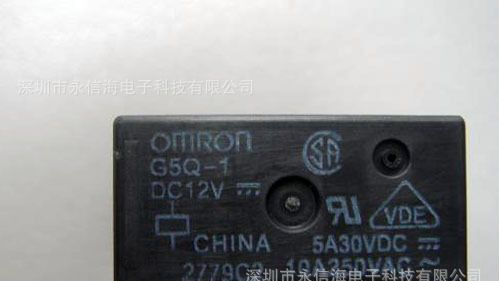 深圳市永信海电子科技有限公司
OMRON
G5Q-1
DC12V
SA
VDE
CHINA 5A30VDC
10A250VAC ~
深圳市永信海电子科技有限公司